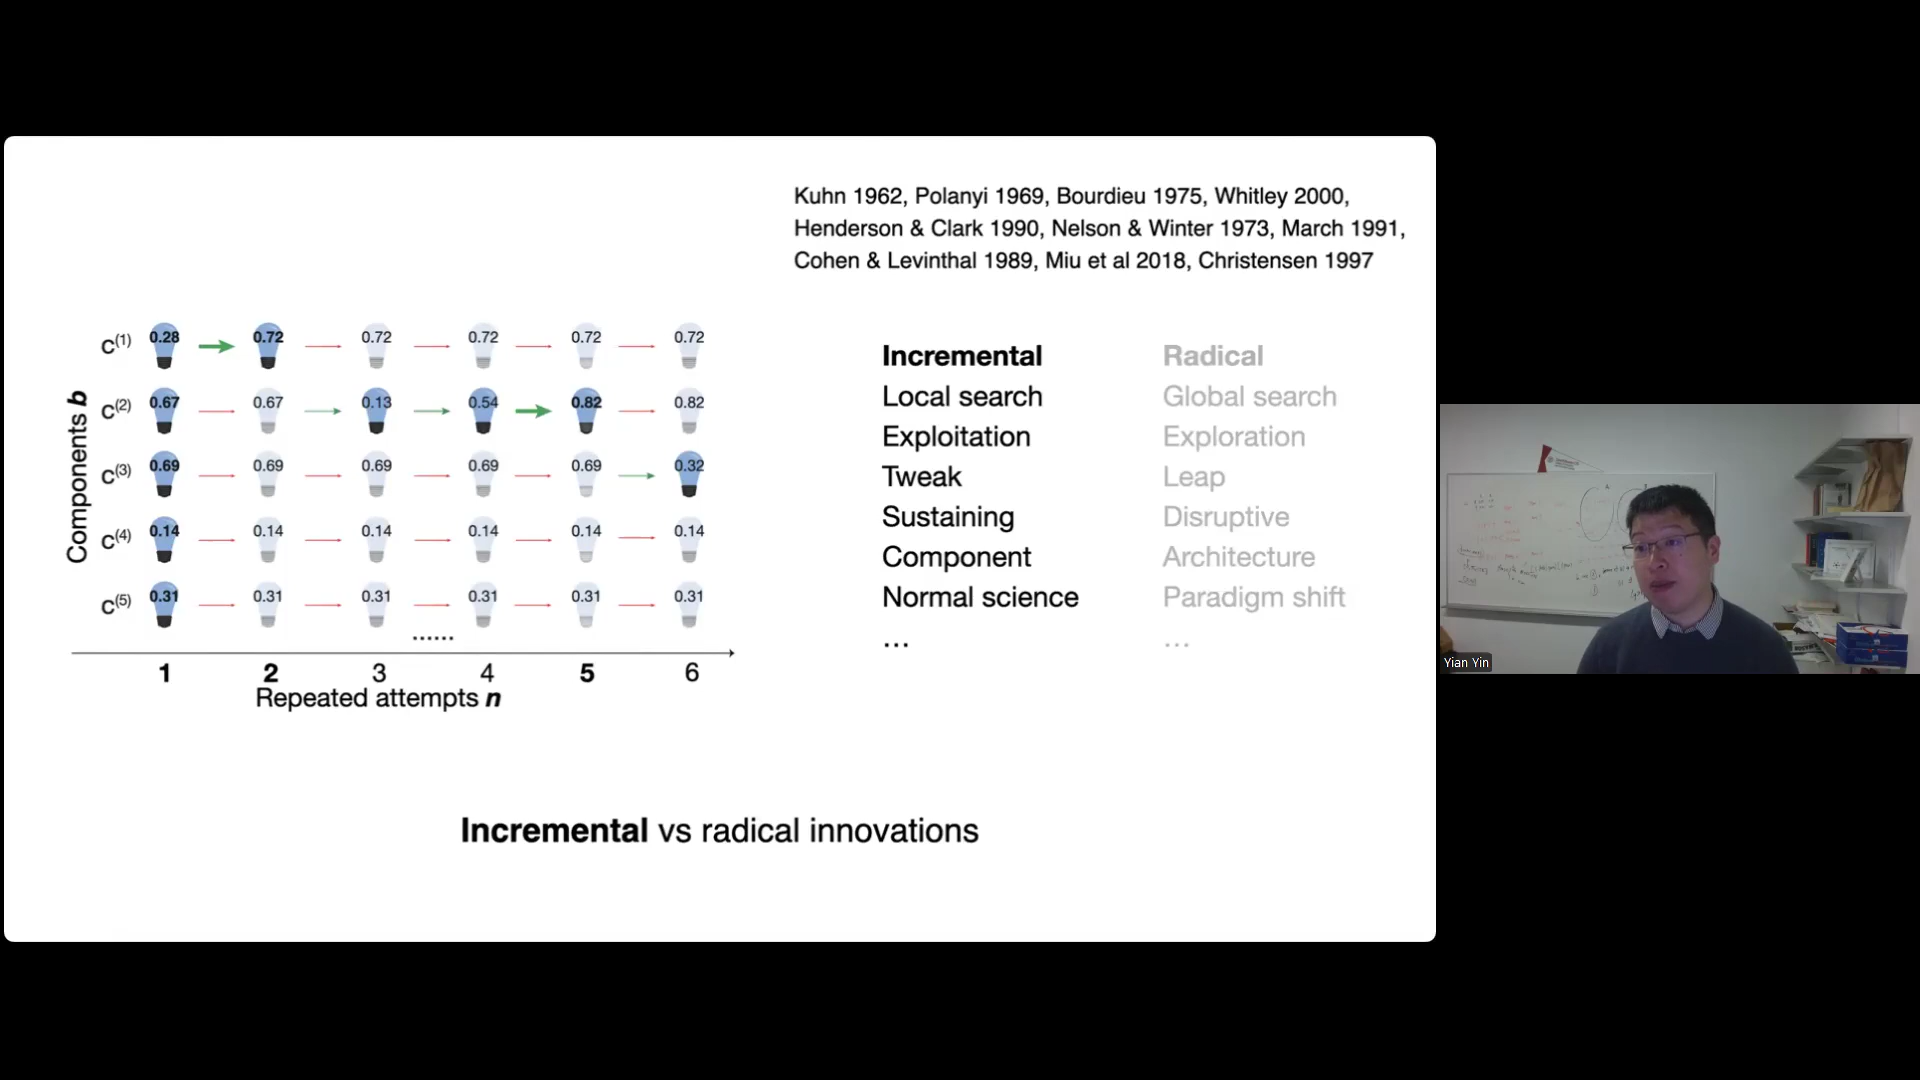 Kuhn 1962, Polanyi 1969, Bourdieu 1975, Whitley 2000,
Henderson & Clark 1990, Nelson & Winter 1973, March 1991,
Cohen & Levinthal 1989, Miu et al 2018, Christensen 1997
Components b
c(1) 0.28 0.72 0.72 0.72 0.72 0.72
c(2) 0.67 0.67 0.13 0.54 0.82 0.82
c(3) 0.69 0.69 0.69 0.69 0.69 0.32
c(4) 0.14 0.14 0.14 0.14 0.14 0.14
c(5) 0.31 0.31 0.31 0.31 0.31 0.31
......
1 2 3 4 5 6
Repeated attempts n
Incremental Radical
Local search Global search
Exploitation Exploration
Tweak Leap
Sustaining Disruptive
Component Architecture
Normal science Paradigm shift
... ...
Incremental vs radical innovations
Yian Yin